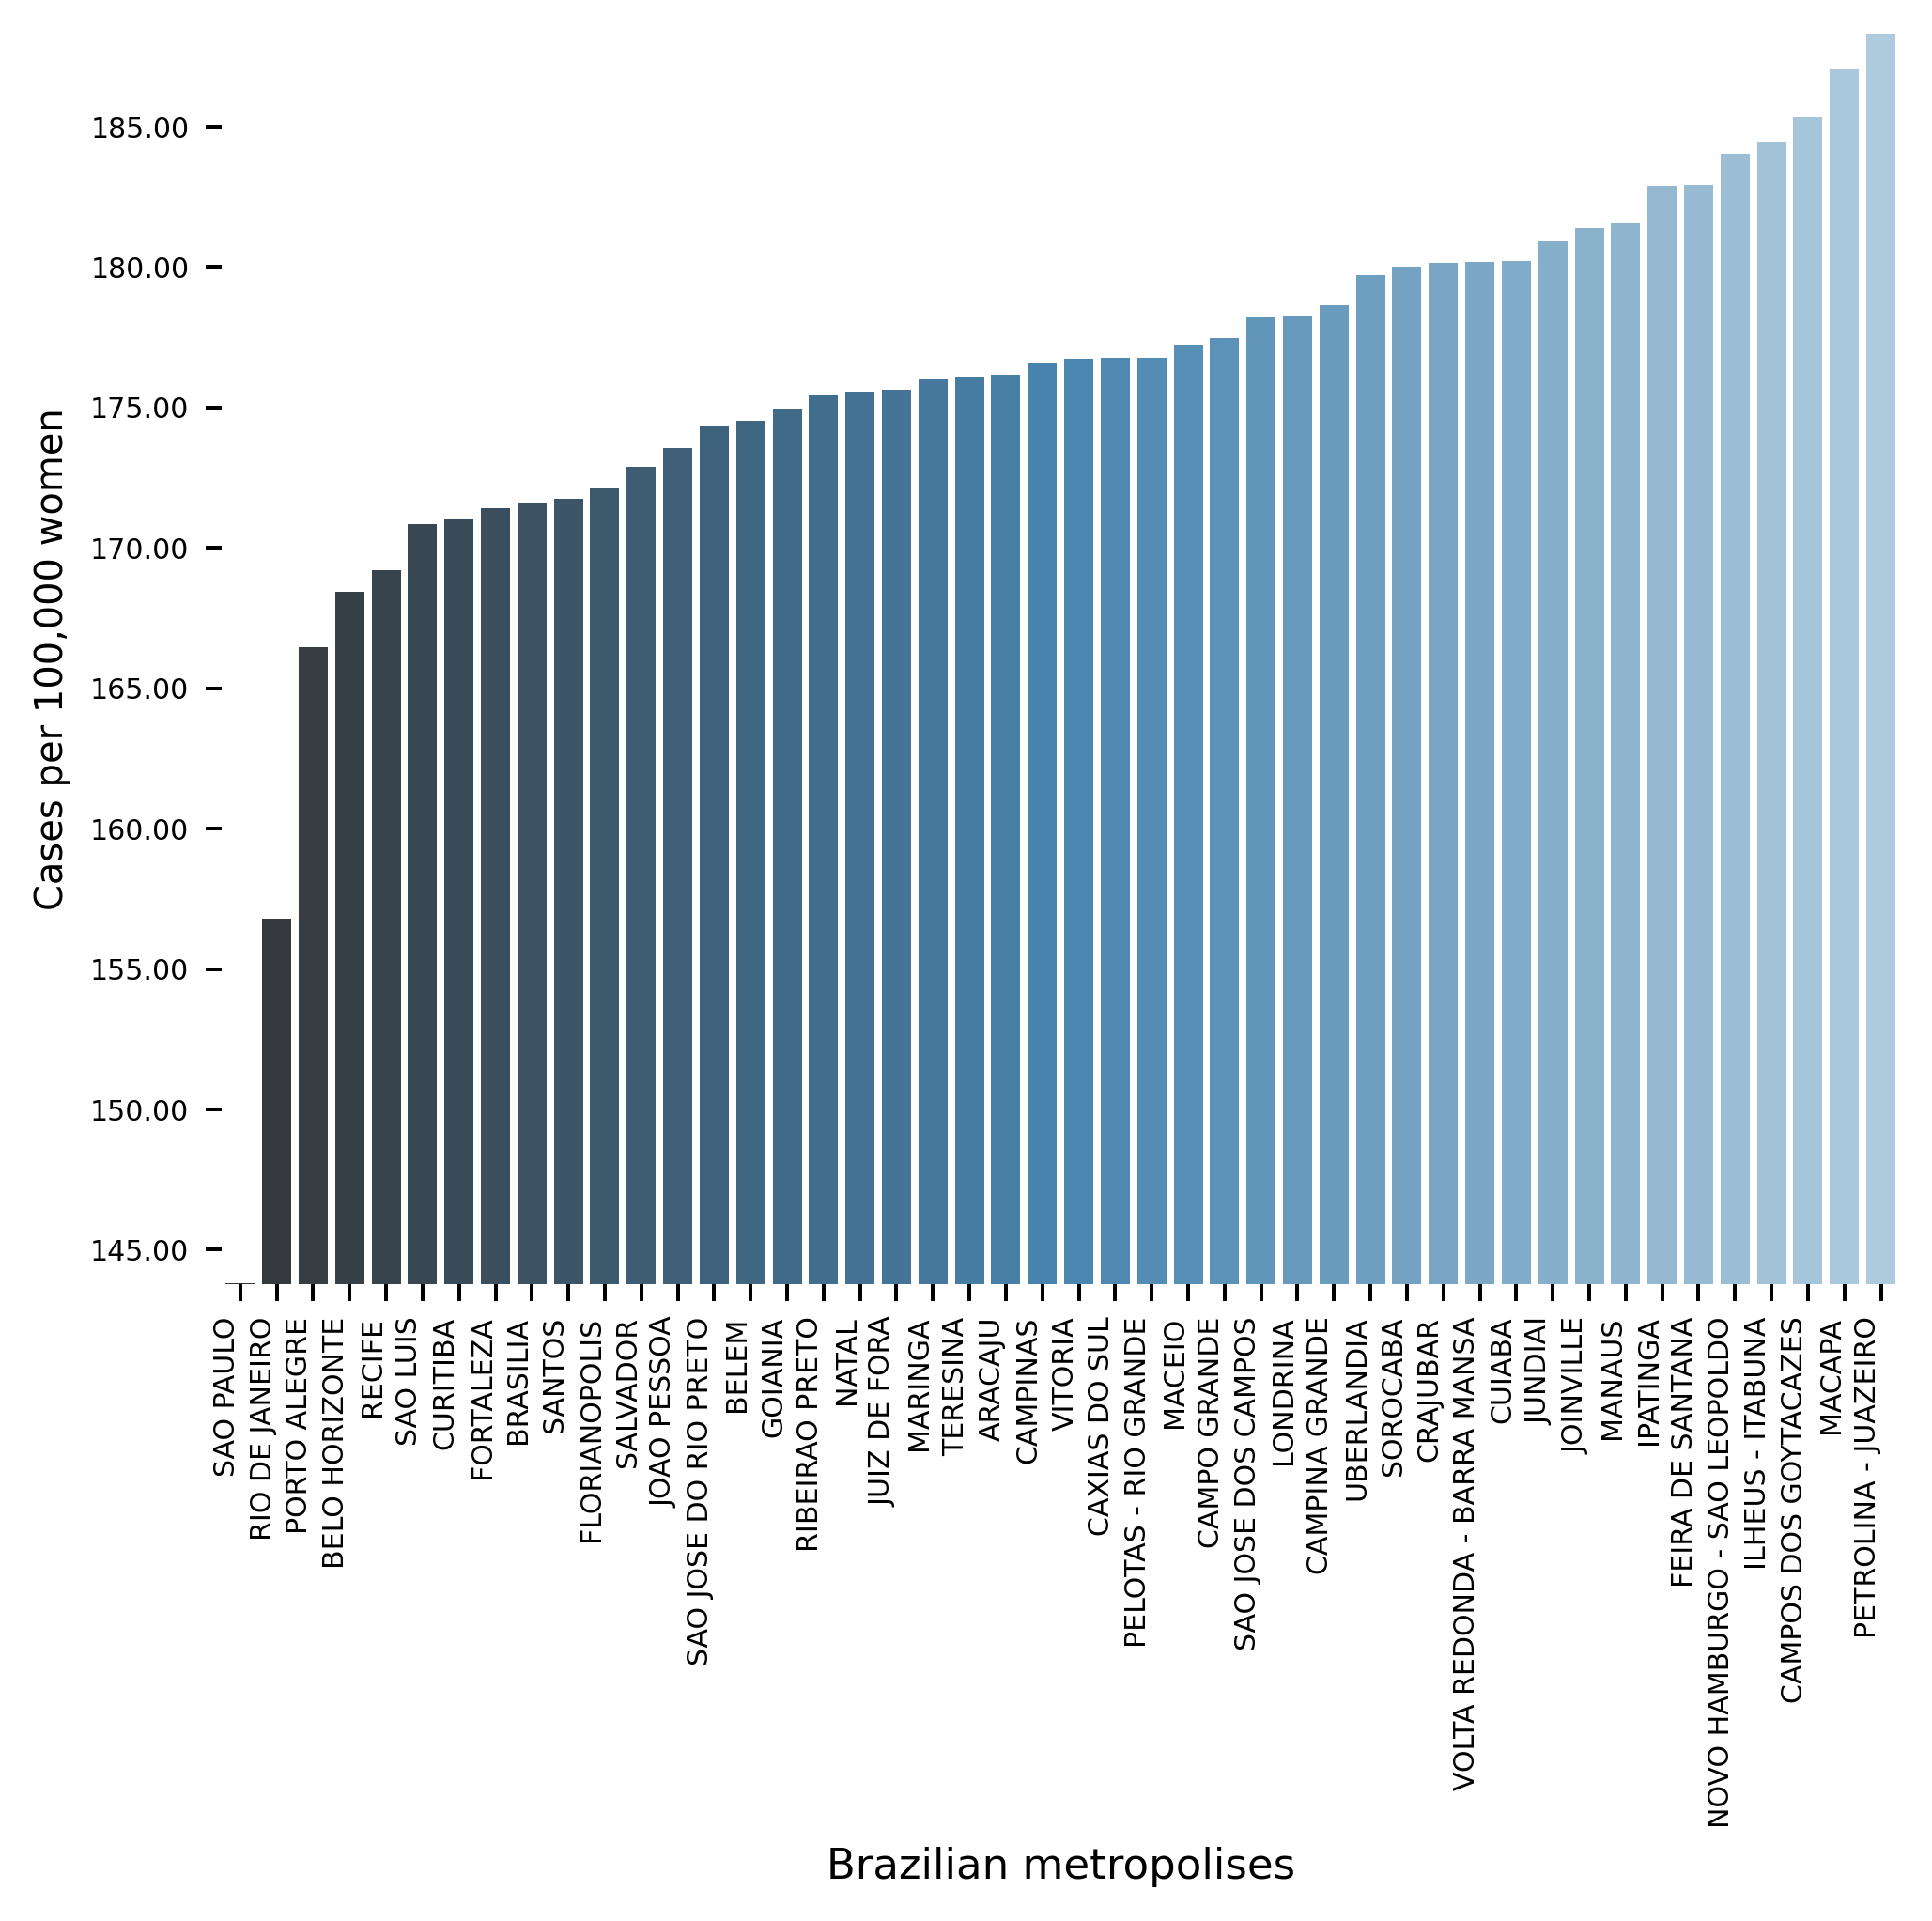 185.00
180.00
175.00
170.00
165.00
160.00
155.00
150.00
145.00
Cases per 100,000 women
SAO PAULO
RIO DE JANEIRO
PORTO ALEGRE
BELO HORIZONTE
RECIFE
SAO LUIS
CURITIBA
FORTALEZA
BRASILIA
SANTOS
FLORIANOPOLIS
SALVADOR
JOAO PESSOA
SAO JOSE DO RIO PRETO
BELEM
GOIANIA
RIBEIRAO PRETO
NATAL
JUIZ DE FORA
MARINGA
TERESINA
ARACAJU
CAMPINAS
VITORIA
CAXIAS DO SUL
PELOTAS - RIO GRANDE
MACEIO
CAMPO GRANDE
SAO JOSE DOS CAMPOS
LONDRINA
CAMPINA GRANDE
UBERLANDIA
SOROCABA
CRAJUBAR
VOLTA REDONDA - BARRA MANSA
CUIABA
JUNDIAI
JOINVILLE
MANAUS
IPATINGA
FEIRA DE SANTANA
NOVO HAMBURGO - SAO LEOPOLDO
ILHEUS - ITABUNA
CAMPOS DOS GOYTACAZES
MACAPA
PETROLINA - JUAZEIRO
Brazilian metropolises